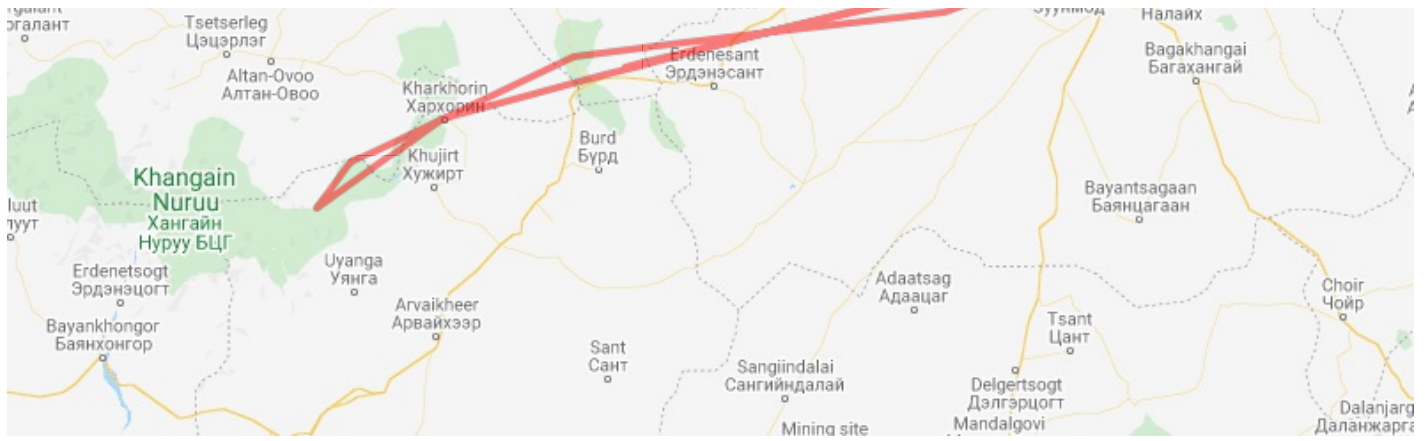 Tsetserleg
Цэцэрлэг
Altan-Ovoo
Алтан-Овоо
Kharkhorin
Хархорин
Khujirt
Хужирт
Khangain
Nuruu
Хангайн
Нуруу БЦГ
Erdenetsogt
Эрдэнэцогт
Bayankhongor
Баянхонгор
Uyanga
Уянга
Arvaikheer
Арвайхээр
Burd
Бүрд
Erdenesant
Эрдэнэсант
Sant
Сант
Sangiindalai
Сангийндалай
Mining site
Adaatsag
Адаацаг
Налайх
Bagakhangai
Багахангай
Bayantsagaan
Баянцагаан
Tsant
Цант
Delgertsogt
Дэлгэрцогт
Mandalgovi
Choir
Чойр
Dalanjarg
Даланжарга